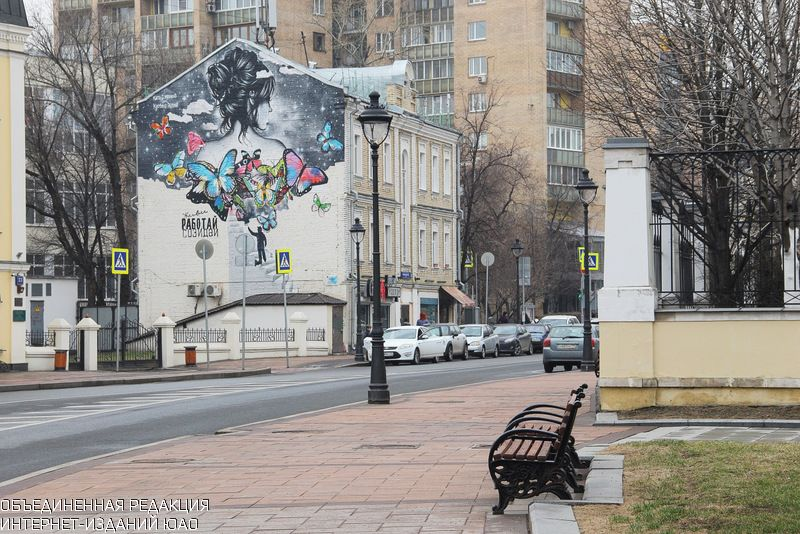 РАБОТАЙ
СОЗИДАЙ
ОБЪЕДИНЕННАЯ РЕДАКЦИЯ
ИНТЕРНЕТ-ИЗДАНИЙ ЮАО